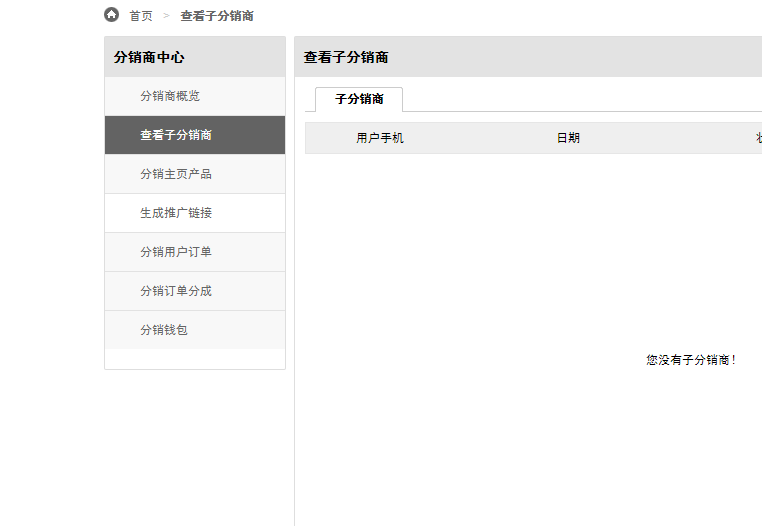 首页 > 查看子分销商
分销商中心
分销商概览
查看子分销商
分销主页产品
生成推广链接
分销用户订单
分销订单分成
分销钱包
查看子分销商
子分销商
用户手机 日期
您没有子分销商！